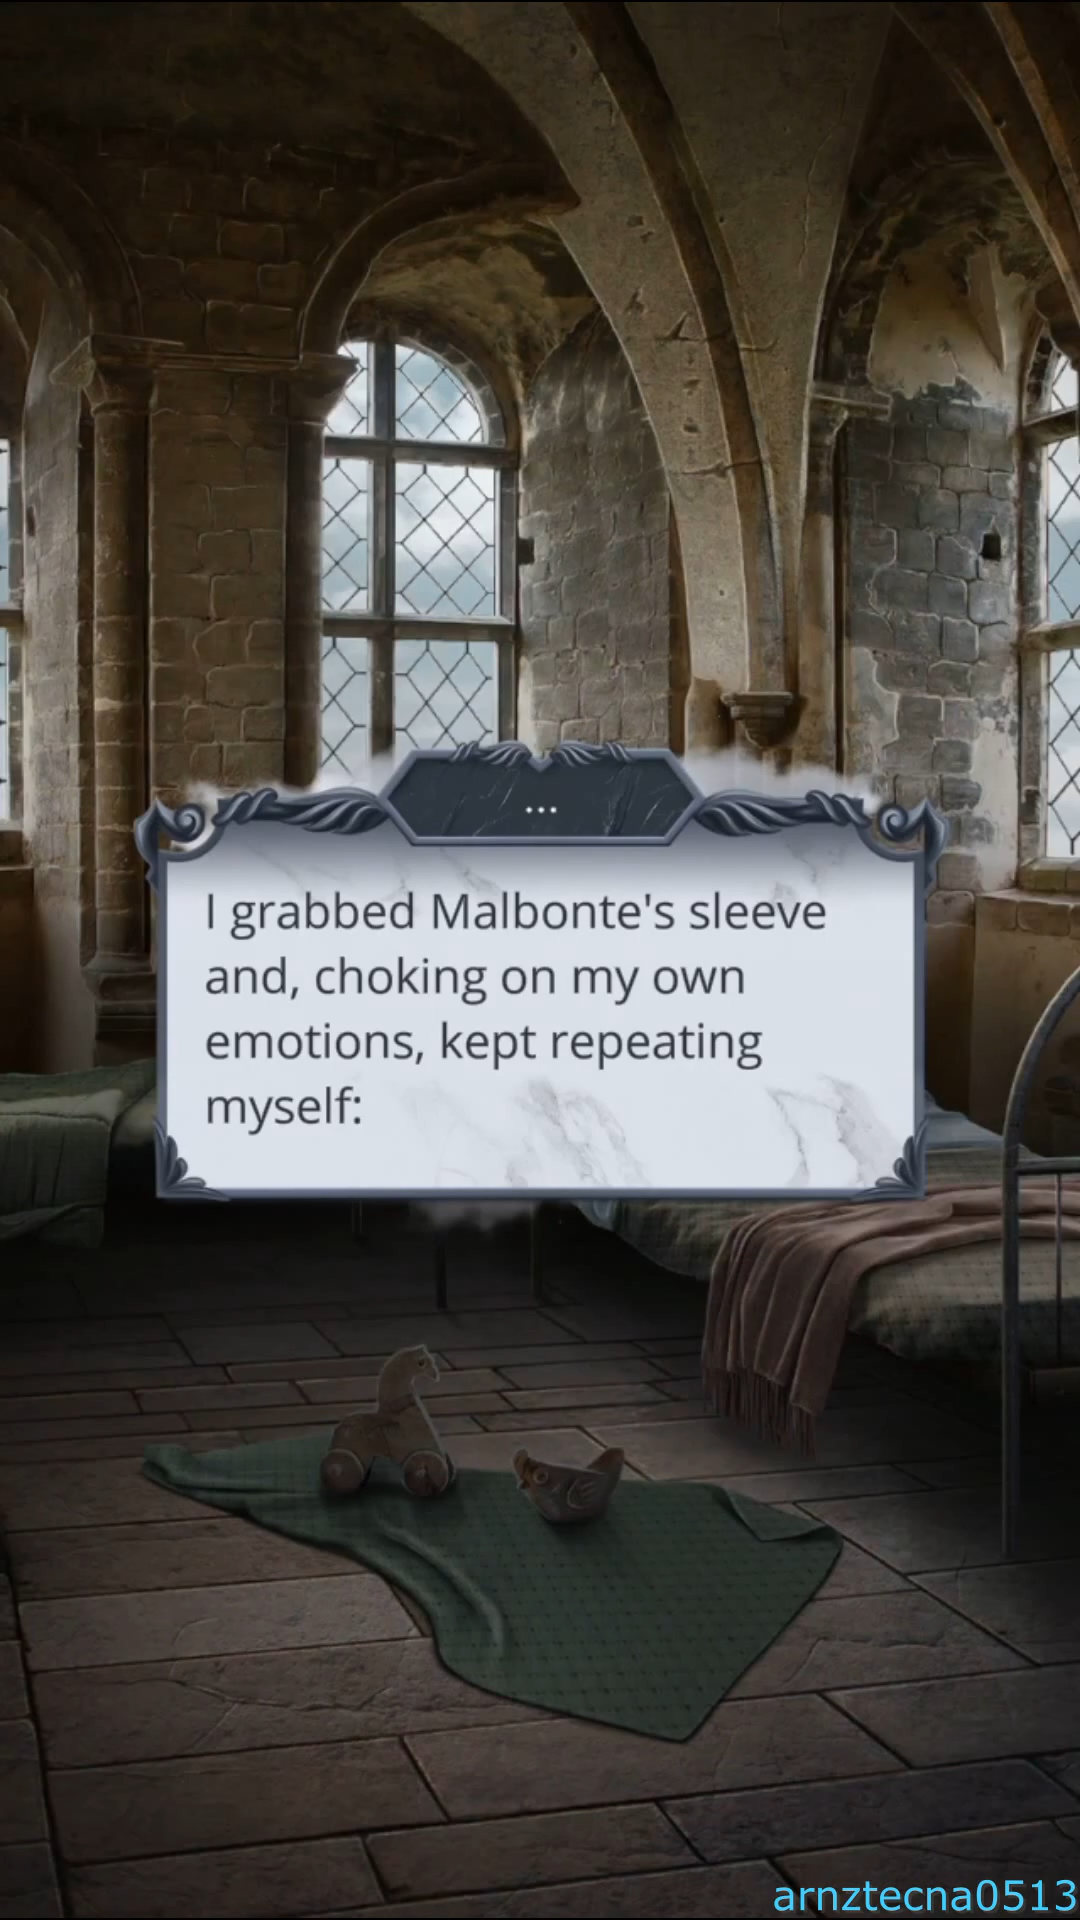 ...
I grabbed Malbonte's sleeve
and, choking on my own
emotions, kept repeating
myself:
arnztecna0513